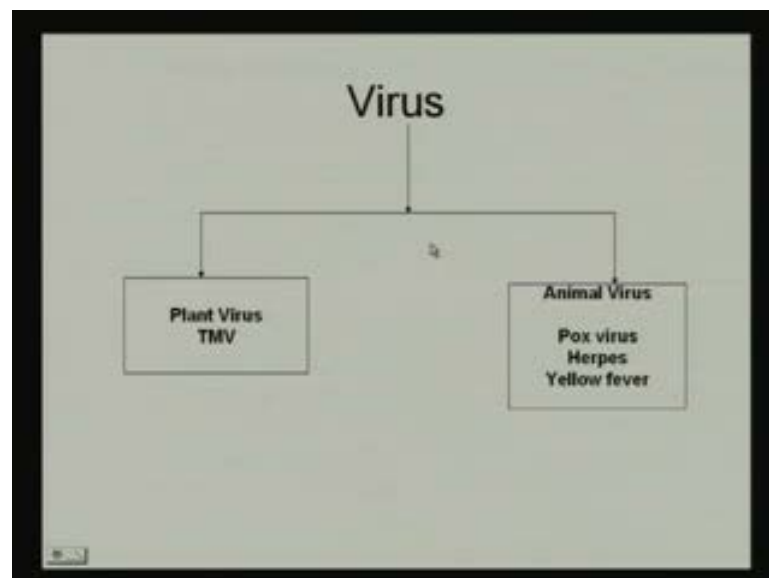 Virus
Plant Virus
TMV
Animal Virus
Pox virus
Herpes
Yellow fever